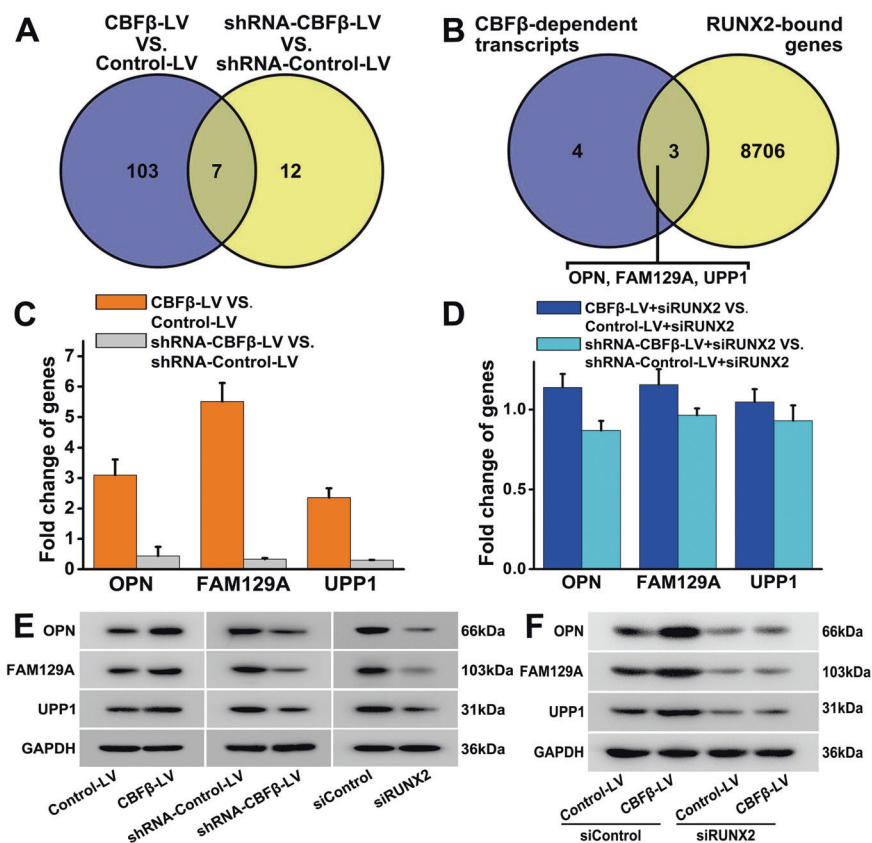 A
CBFβ-LV
VS.
Control-LV
shRNA-CBFβ-LV
VS.
shRNA-Control-LV
103
7
12
B
CBFβ-dependent
transcripts
RUNX2-bound
genes
4
3
8706
OPN, FAM129A, UPP1
C
CBFβ-LV VS.
Control-LV
shRNA-CBFβ-LV VS.
shRNA-Control-LV
Fold change of genes
7
6
5
4
3
2
1
0
OPN FAM129A UPP1
D
CBFβ-LV+siRUNX2 VS.
Control-LV+siRUNX2
shRNA-CBFβ-LV+siRUNX2 VS.
shRNA-Control-LV+siRUNX2
Fold change of genes
1.0
0.5
0.0
OPN FAM129A UPP1
E
OPN 66kDa
FAM129A 103kDa
UPP1 31kDa
GAPDH 36kDa
Control-LV
CBFβ-LV
shRNA-Control-LV
shRNA-CBFβ-LV
siControl
siRUNX2
F
OPN 66kDa
FAM129A 103kDa
UPP1 31kDa
GAPDH 36kDa
Control-LV
CBFβ-LV
Control-LV
CBFβ-LV
siControl siRUNX2